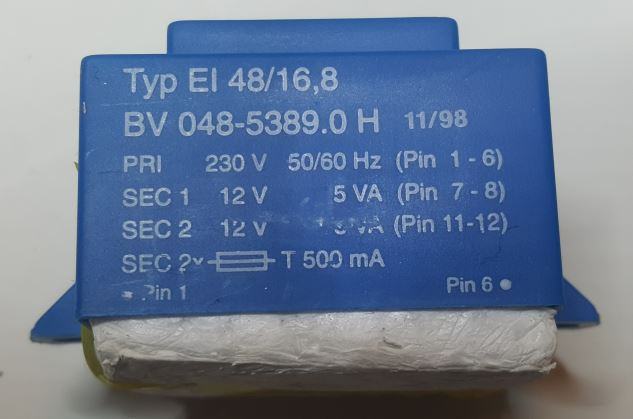 Typ EI 48/16,8
BV 048-5389.0 H 11/98
PRI 230 V 50/60 Hz (Pin 1 - 6)
SEC 1 12 V 5 VA (Pin 7 - 8)
SEC 2 12 V VA (Pin 11-12)
SEC 2 T 500 mA
Pin 1 Pin 6